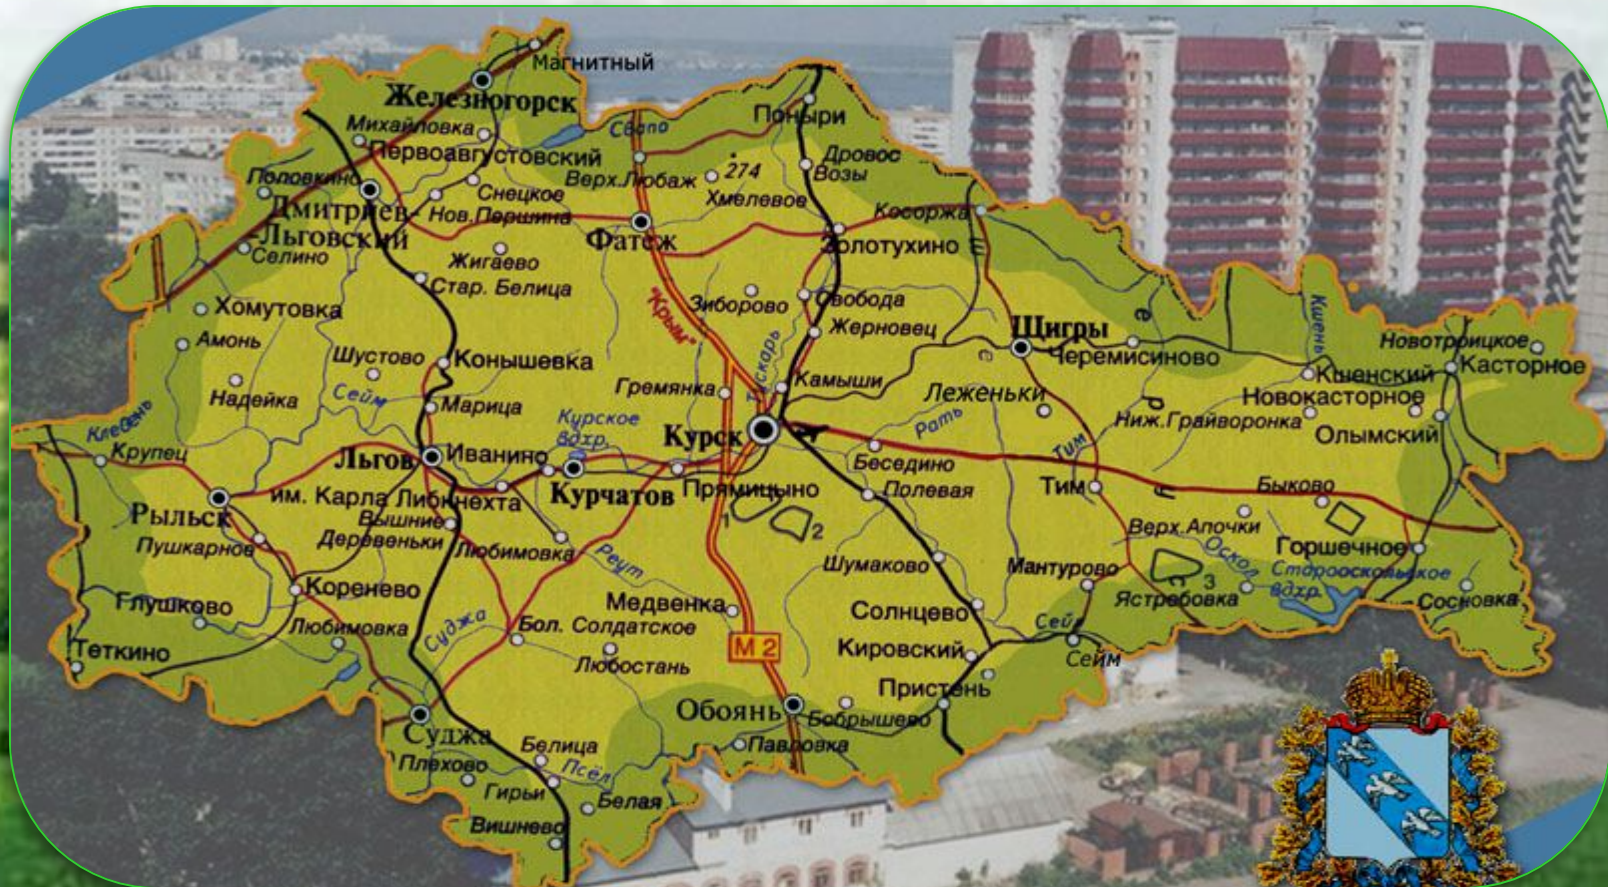 Магнитный
Железногорск
Михайловка
Первоавгустовский
Свапа
Поныри
Половкино
Снецкое
Верх.Любаж
274
Дровос
Возы
Дмитриев-
Льговский
Нов.Першина
Хмелевое
Косоржа
Фатеж
Золотухино
Селино
Жигаево
Стар. Белица
Хомутовка
"Крым"
Зиборово
Свобода
Жерновец
Щигры
Кшень
Новотроицкое
Амонь
Шустово
Конышевка
Тускарь
Черемисиново
Касторное
Надейка
Сейм
Марица
Гремянка
Камыши
Леженьки
Кшенский
Новокасторное
Клевень
Курское
вдхр.
Курск
Рать
Ниж.Грайворонка
Олымский
Крупец
Льгов
Иванино
Беседино
Тим
им. Карла Либкнехта
Курчатов
Прямицыно
Полевая
Тим
Быково
Рыльск
Вышние
Деревеньки
Любимовка
1
2
Верх.Апочки
Пушкарное
Реут
Шумаково
Мантурово
Оскол
Горшечное
Коренево
Старооскольское
вдхр.
3
Ястребовка
Сосновка
Глушково
Любимовка
Суджа
Медвенка
Солнцево
Бол. Солдатское
Сейм
Теткино
Любостань
М 2
Кировский
Сейм
Обоянь
Пристень
Бобрышево
Суджа
Белица
Павловка
Плехово
Псёл
Гирьи
Белая
Вишнево